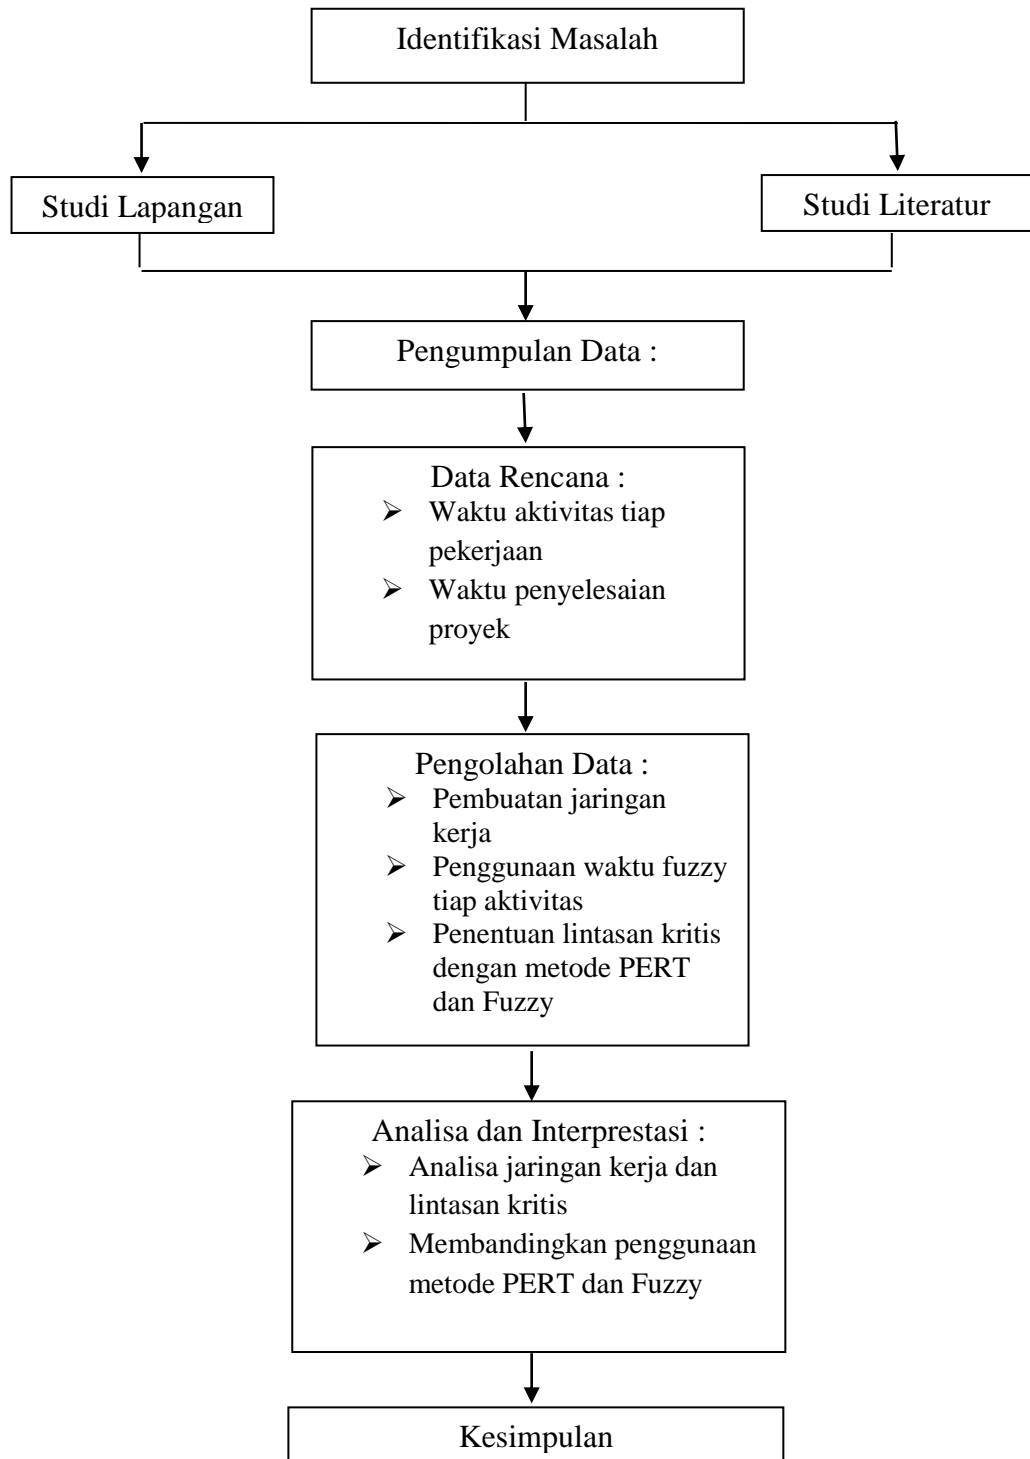 Identifikasi Masalah
Studi Lapangan
Studi Literatur
Pengumpulan Data :
Data Rencana :
➢ Waktu aktivitas tiap
pekerjaan
➢ Waktu penyelesaian
proyek
Pengolahan Data :
➢ Pembuatan jaringan
kerja
➢ Penggunaan waktu fuzzy
tiap aktivitas
➢ Penentuan lintasan kritis
dengan metode PERT
dan Fuzzy
Analisa dan Interprestasi :
➢ Analisa jaringan kerja dan
lintasan kritis
➢ Membandingkan penggunaan
metode PERT dan Fuzzy
Kesimpulan